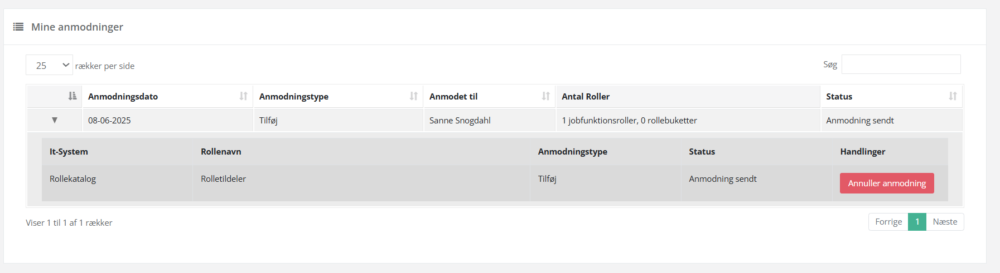 Mine anmodninger
25 rækker per side
Søg
Anmodningsdato Anmodningstype Anmodet til Antal Roller Status
08-06-2025 Tilføj Sanne Snogdahl 1 jobfunktionsroller, 0 rollebuketter Anmodning sendt
It-System Rollenavn Anmodningstype Status Handlinger
Rollekatalog Rolletildeler Tilføj Anmodning sendt Annuller anmodning
Viser 1 til 1 af 1 rækker
Forrige 1 Næste